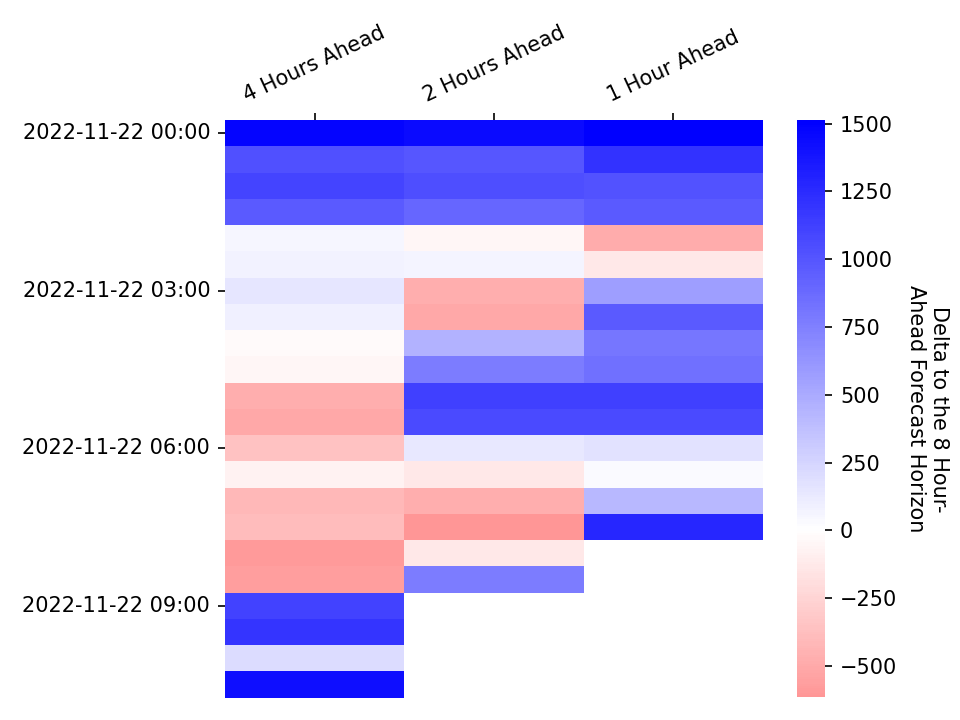 4 Hours Ahead
2 Hours Ahead
1 Hour Ahead
2022-11-22 00:00
2022-11-22 03:00
2022-11-22 06:00
2022-11-22 09:00
1500
1250
1000
750
500
250
0
−250
−500
Delta to the 8 Hour-
Ahead Forecast Horizon